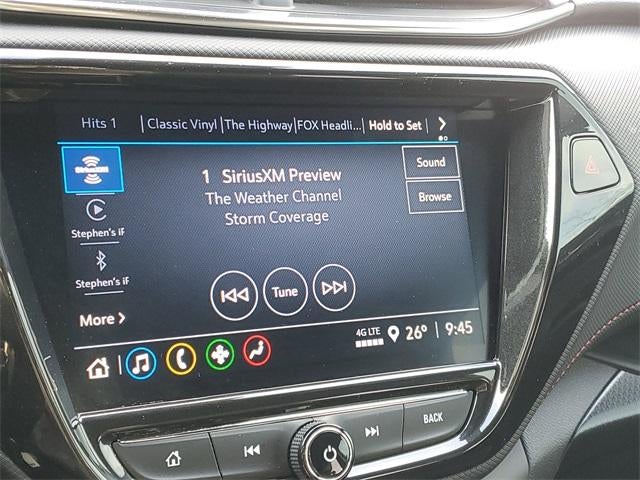 Hits 1 Classic Vinyl The Highway FOX Headli... Hold to Set
SiriusXM
1 SiriusXM Preview
Sound
The Weather Channel
Browse
Storm Coverage
Stephen's iF
Stephen's iF
Tune
More
4G LTE 26° 9:45
BACK